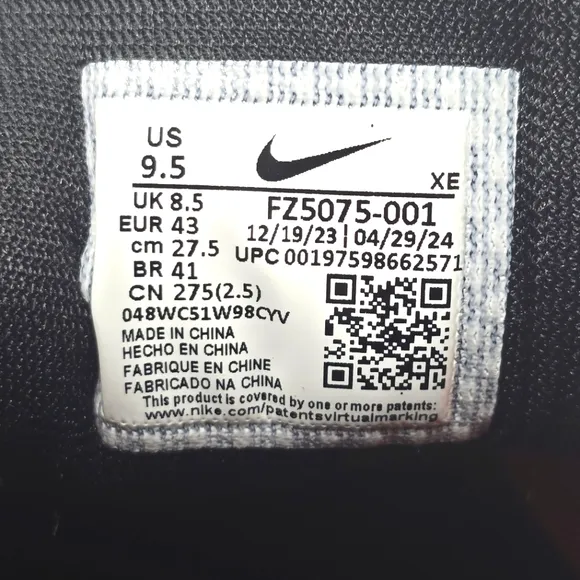 US
9.5
XE
UK 8.5
EUR 43
cm 27.5
BR 41
CN 275(2.5)
FZ5075-001
12/19/23 | 04/29/24
UPC 00197598662571
048WC51W98CYV
MADE IN CHINA
HECHO EN CHINA
FABRIQUE EN CHINE
FABRICADO NA CHINA
This product is covered by one or more patents:
www.nike.com/patentsvirtualmarking